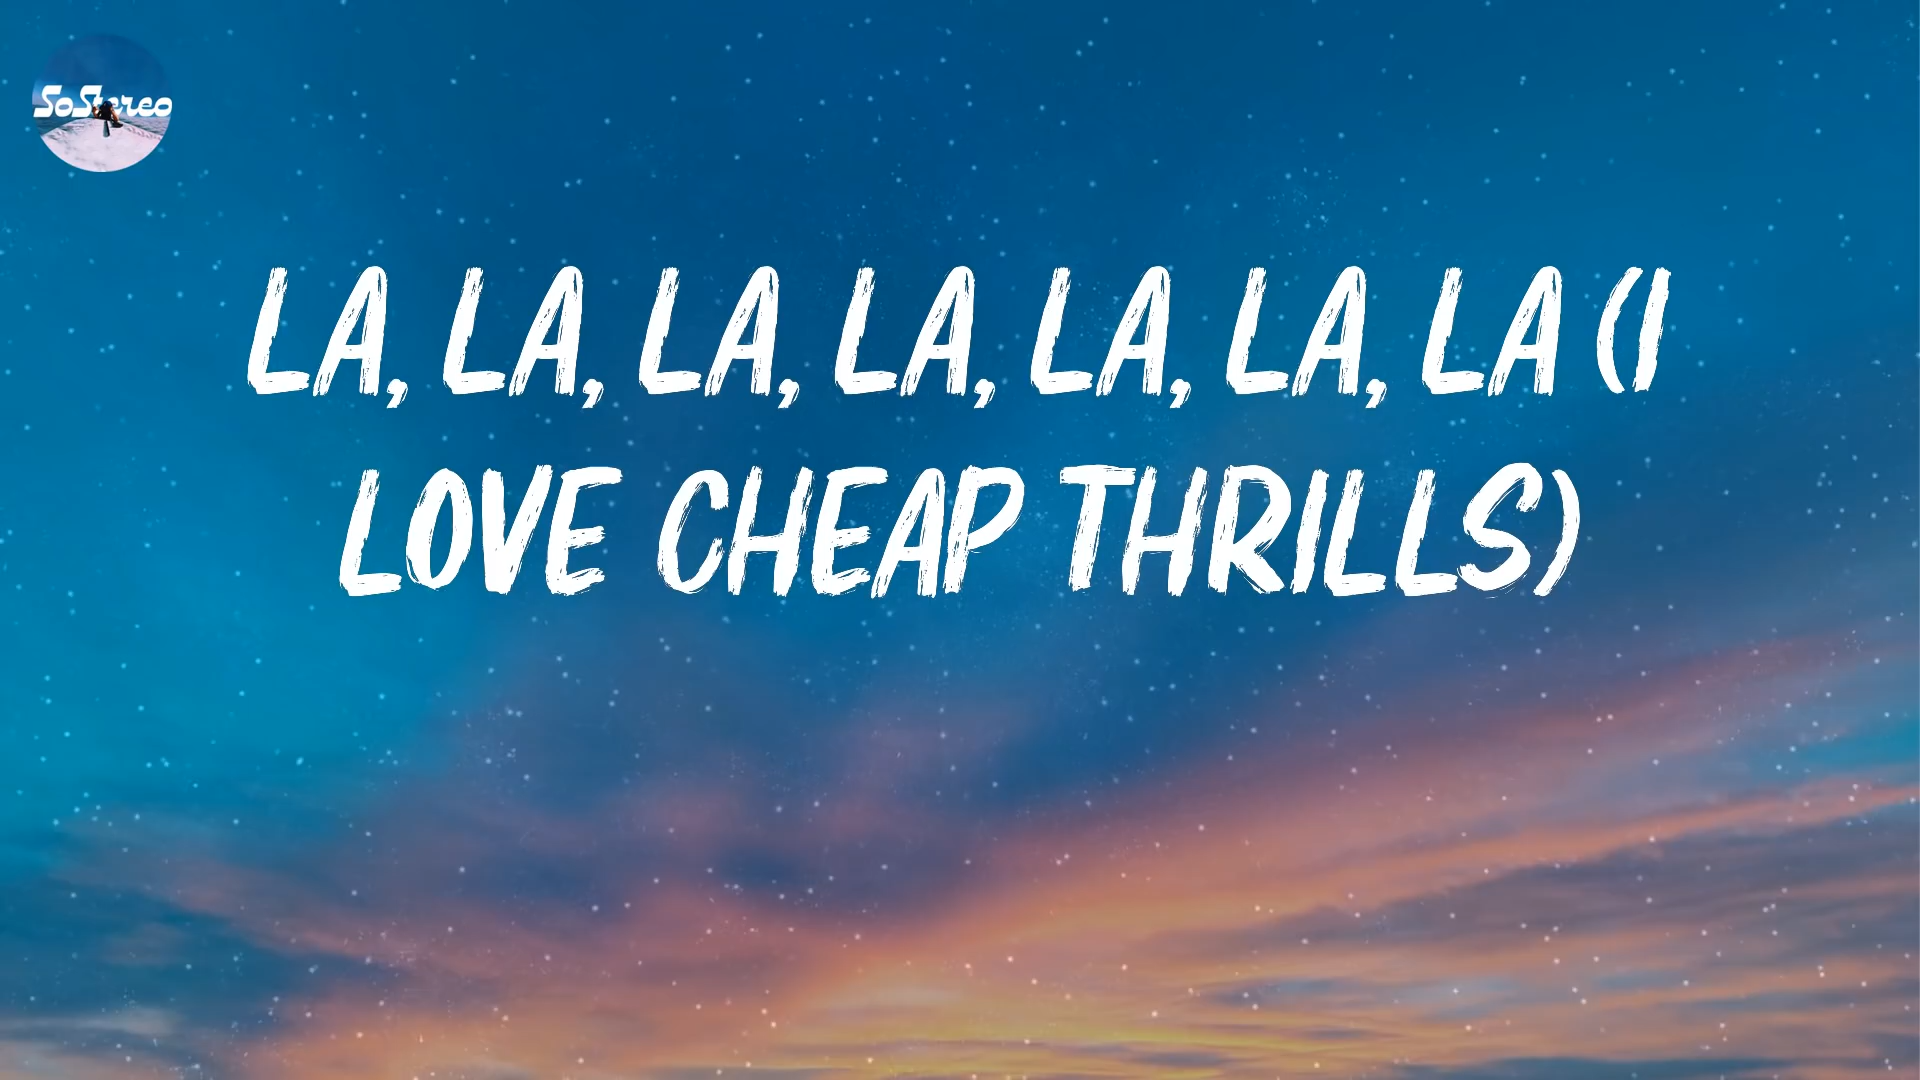 SoStereo
LA, LA, LA, LA, LA, LA, LA (I
LOVE CHEAP THRILLS)